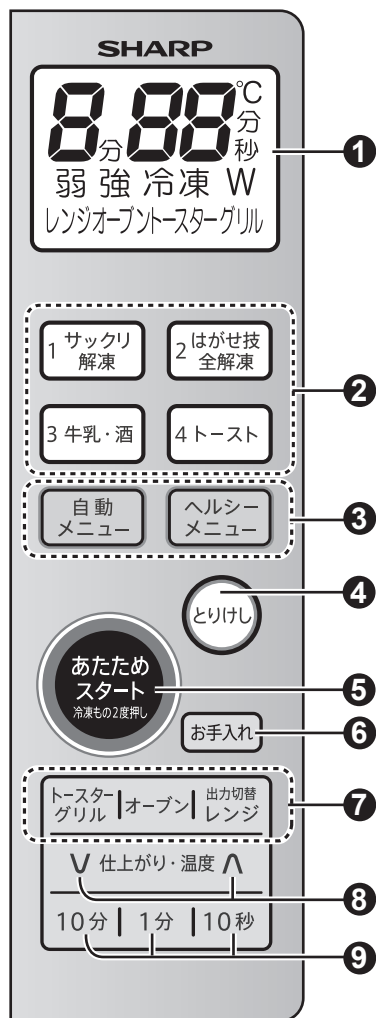 SHARP
8分88℃分秒
弱 強 冷凍 W
レンジオーブントースターグリル
1
1 サックリ解凍
2 はがせ技全解凍
2
3 牛乳・酒
4 トースト
自動メニュー
ヘルシーメニュー
3
4
とりけし
あたため
スタート
冷凍もの2度押し
5
お手入れ
6
トースターグリル
オーブン
出力切替レンジ
7
∨ 仕上がり・温度 ∧
8
10分
1分
10秒
9